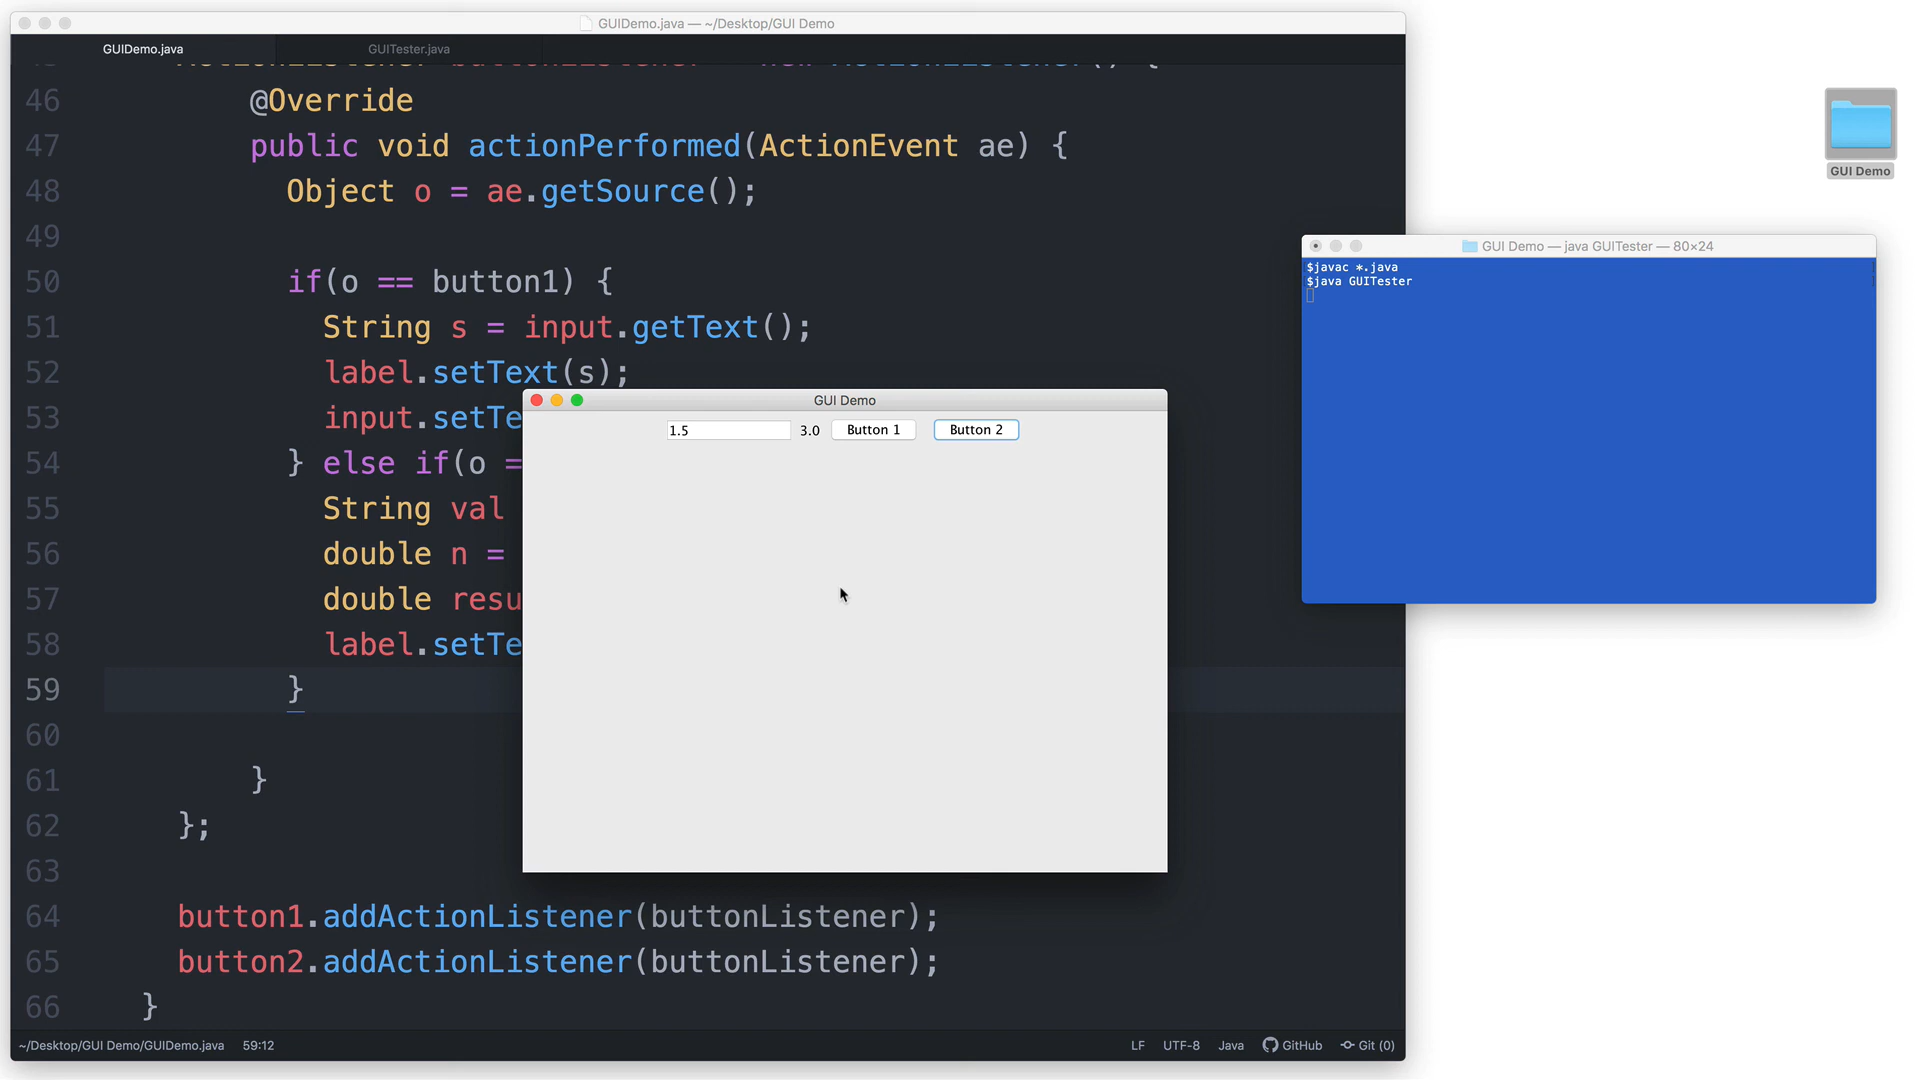 GUIDemo.java — ~/Desktop/GUI Demo
GUIDemo.java
GUITester.java
46 @Override
47 public void actionPerformed(ActionEvent ae) {
48 Object o = ae.getSource();
49
50 if(o == button1) {
51 String s = input.getText();
52 label.setText(s);
53 input.setTe
54 } else if(o =
55 String val
56 double n =
57 double resu
58 label.setTe
59 }
60
61 }
62 };
63
64 button1.addActionListener(buttonListener);
65 button2.addActionListener(buttonListener);
66 }
~/Desktop/GUI Demo/GUIDemo.java 59:12
LF UTF-8 Java GitHub Git (0)
GUI Demo
1.5 3.0 Button 1 Button 2
GUI Demo
GUI Demo — java GUITester — 80×24
$javac *.java
$java GUITester